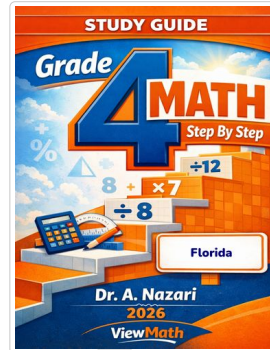 STUDY GUIDE
Grade
4
MATH
Step By Step
÷12
8 + ×7
÷8
%
Florida
Dr. A. Nazari
2026
ViewMath